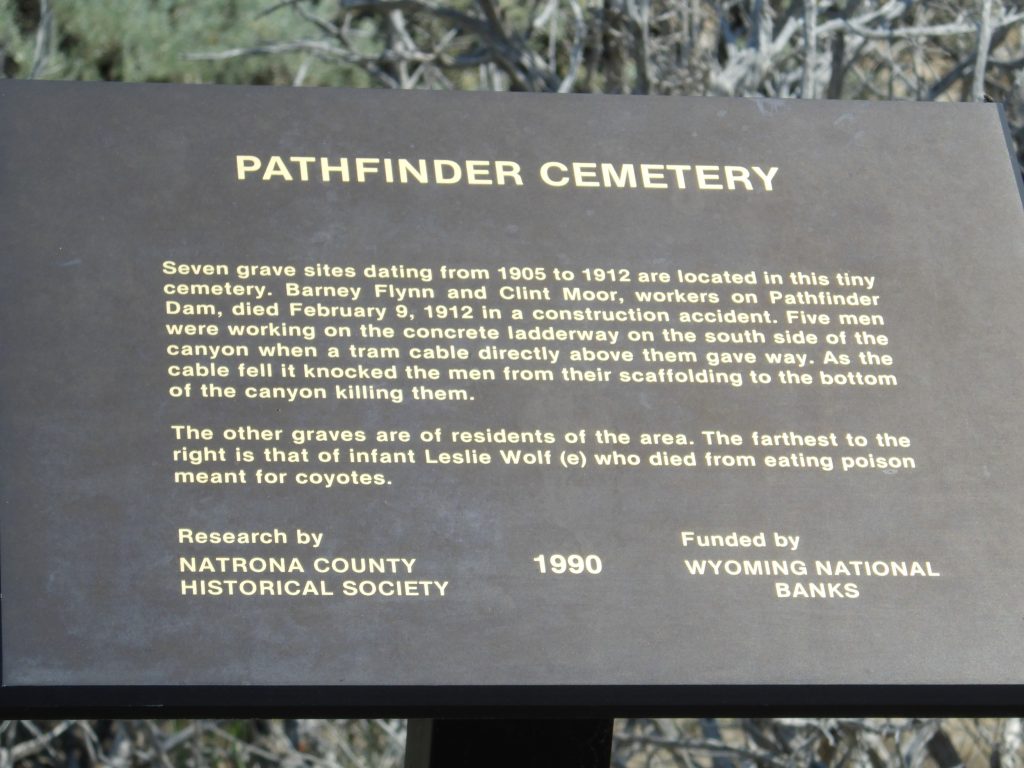 PATHFINDER CEMETERY
Seven grave sites dating from 1905 to 1912 are located in this tiny
cemetery. Barney Flynn and Clint Moor, workers on Pathfinder
Dam, died February 9, 1912 in a construction accident. Five men
were working on the concrete ladderway on the south side of the
canyon when a tram cable directly above them gave way. As the
cable fell it knocked the men from their scaffolding to the bottom
of the canyon killing them.
The other graves are of residents of the area. The farthest to the
right is that of infant Leslie Wolf (e) who died from eating poison
meant for coyotes.
Research by
NATRONA COUNTY
HISTORICAL SOCIETY
1990
Funded by
WYOMING NATIONAL
BANKS